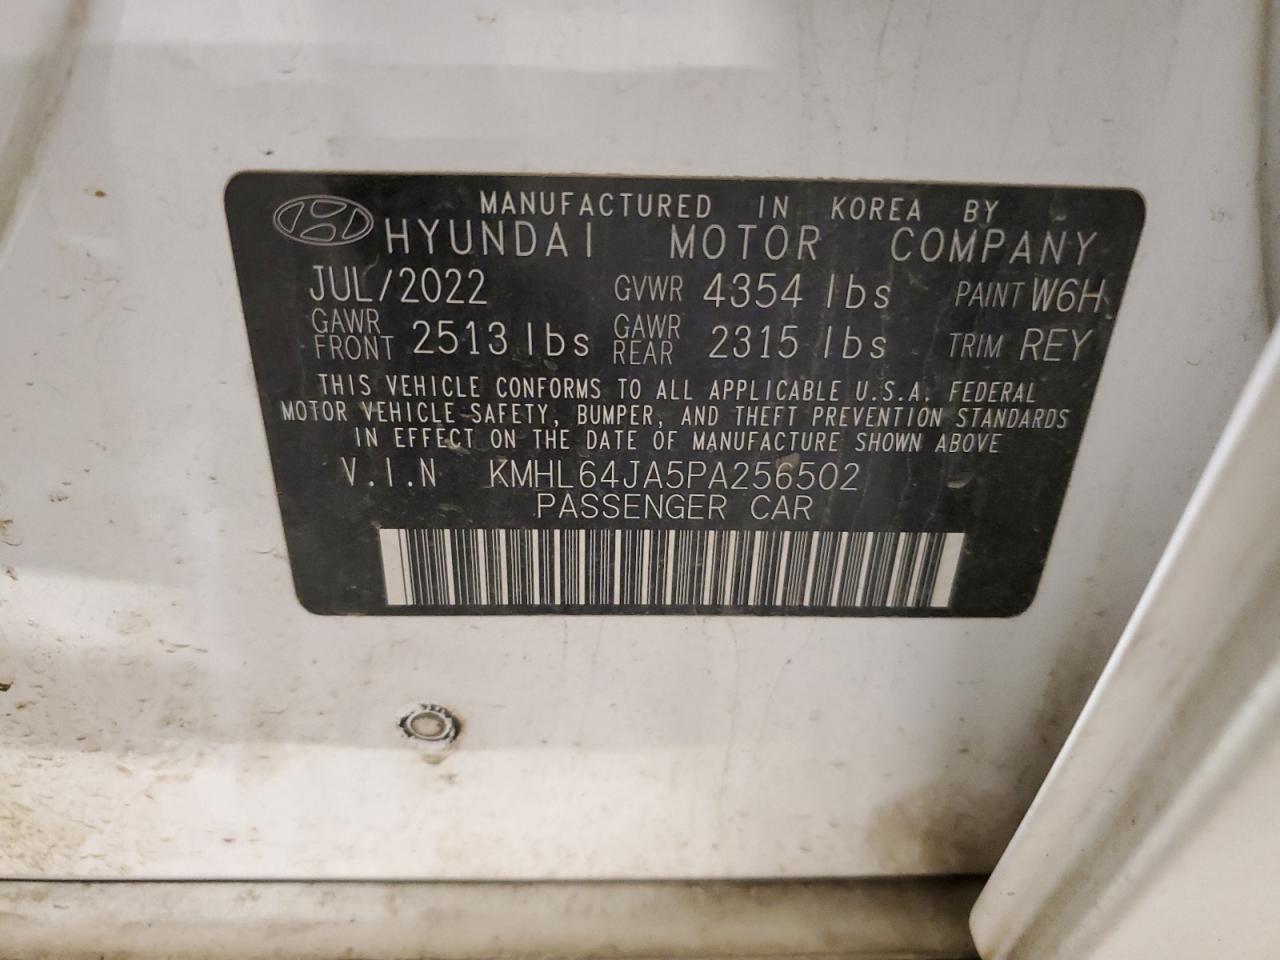 MANUFACTURED IN KOREA BY
HYUNDAI MOTOR COMPANY
JUL/2022 GVWR 4354 lbs PAINT W6H
GAWR FRONT 2513 lbs GAWR REAR 2315 lbs TRIM REY
THIS VEHICLE CONFORMS TO ALL APPLICABLE U.S.A. FEDERAL
MOTOR VEHICLE SAFETY, BUMPER, AND THEFT PREVENTION STANDARDS
IN EFFECT ON THE DATE OF MANUFACTURE SHOWN ABOVE
V.I.N KMHL64JA5PA256502
PASSENGER CAR